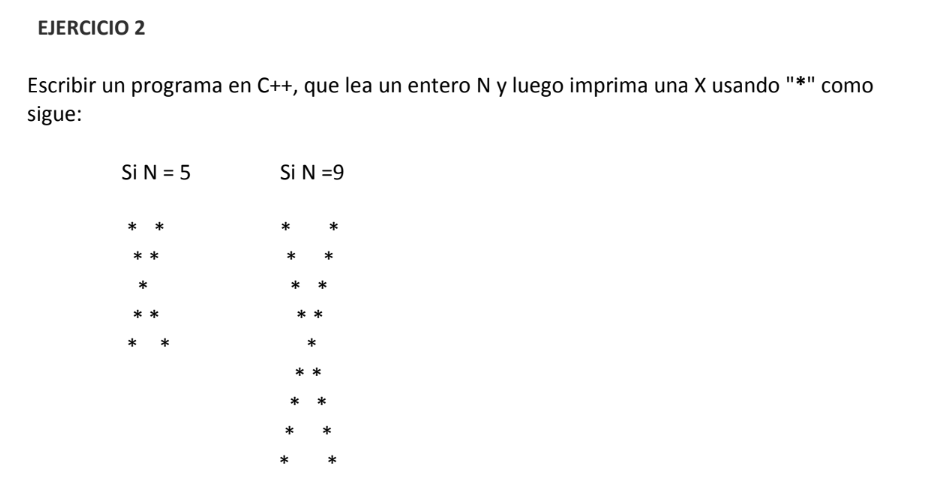 EJERCICIO 2
Escribir un programa en C++, que lea un entero N y luego imprima una X usando "*" como
sigue:
Si N = 5 Si N =9
* * * *
* * * *
* * *
* * * *
* * *
* *
* *
* *
* *